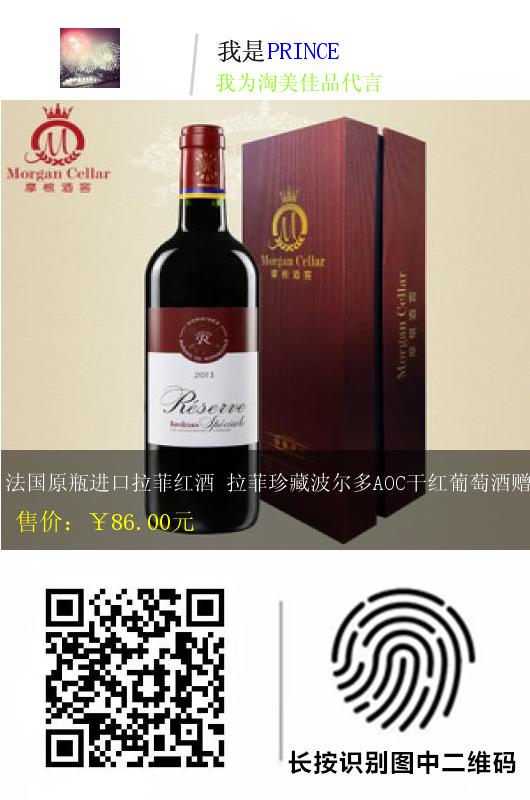 我是PRINCE
我为淘美佳品代言
Morgan Cellar
摩根酒窖
Morgan Cellar
摩根酒窖
Morgan Cellar
摩根酒窖
2013
Réserve
Bordeaux Spéciale
法国原瓶进口拉菲红酒 拉菲珍藏波尔多AOC干红葡萄酒赠
售价：￥86.00元
长按识别图中二维码